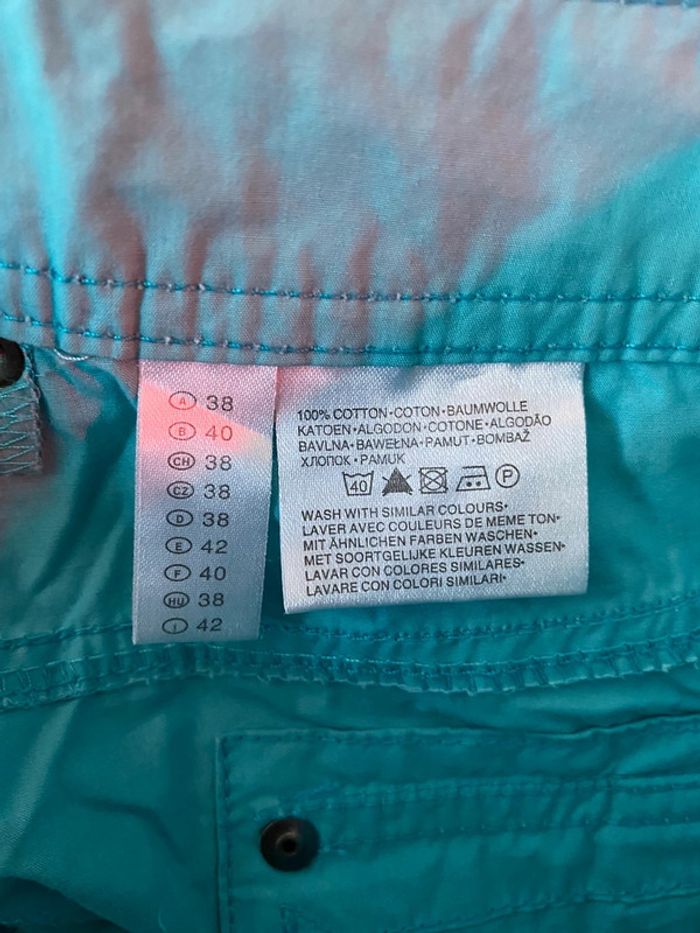 A 38
B 40
CH 38
CZ 38
D 38
E 42
F 40
HU 38
I 42
100% COTTON•COTON•BAUMWOLLE
KATOEN•ALGODON•COTONE•ALGODÃO
BAVLNA•BAWEŁNA•PAMUT•BOMBAŽ
ХЛОПОК•PAMUK
40 P
WASH WITH SIMILAR COLOURS•
LAVER AVEC COULEURS DE MEME TON•
MIT ÄHNLICHEN FARBEN WASCHEN•
MET SOORTGELIJKE KLEUREN WASSEN•
LAVAR CON COLORES SIMILARES•
LAVARE CON COLORI SIMILARI•